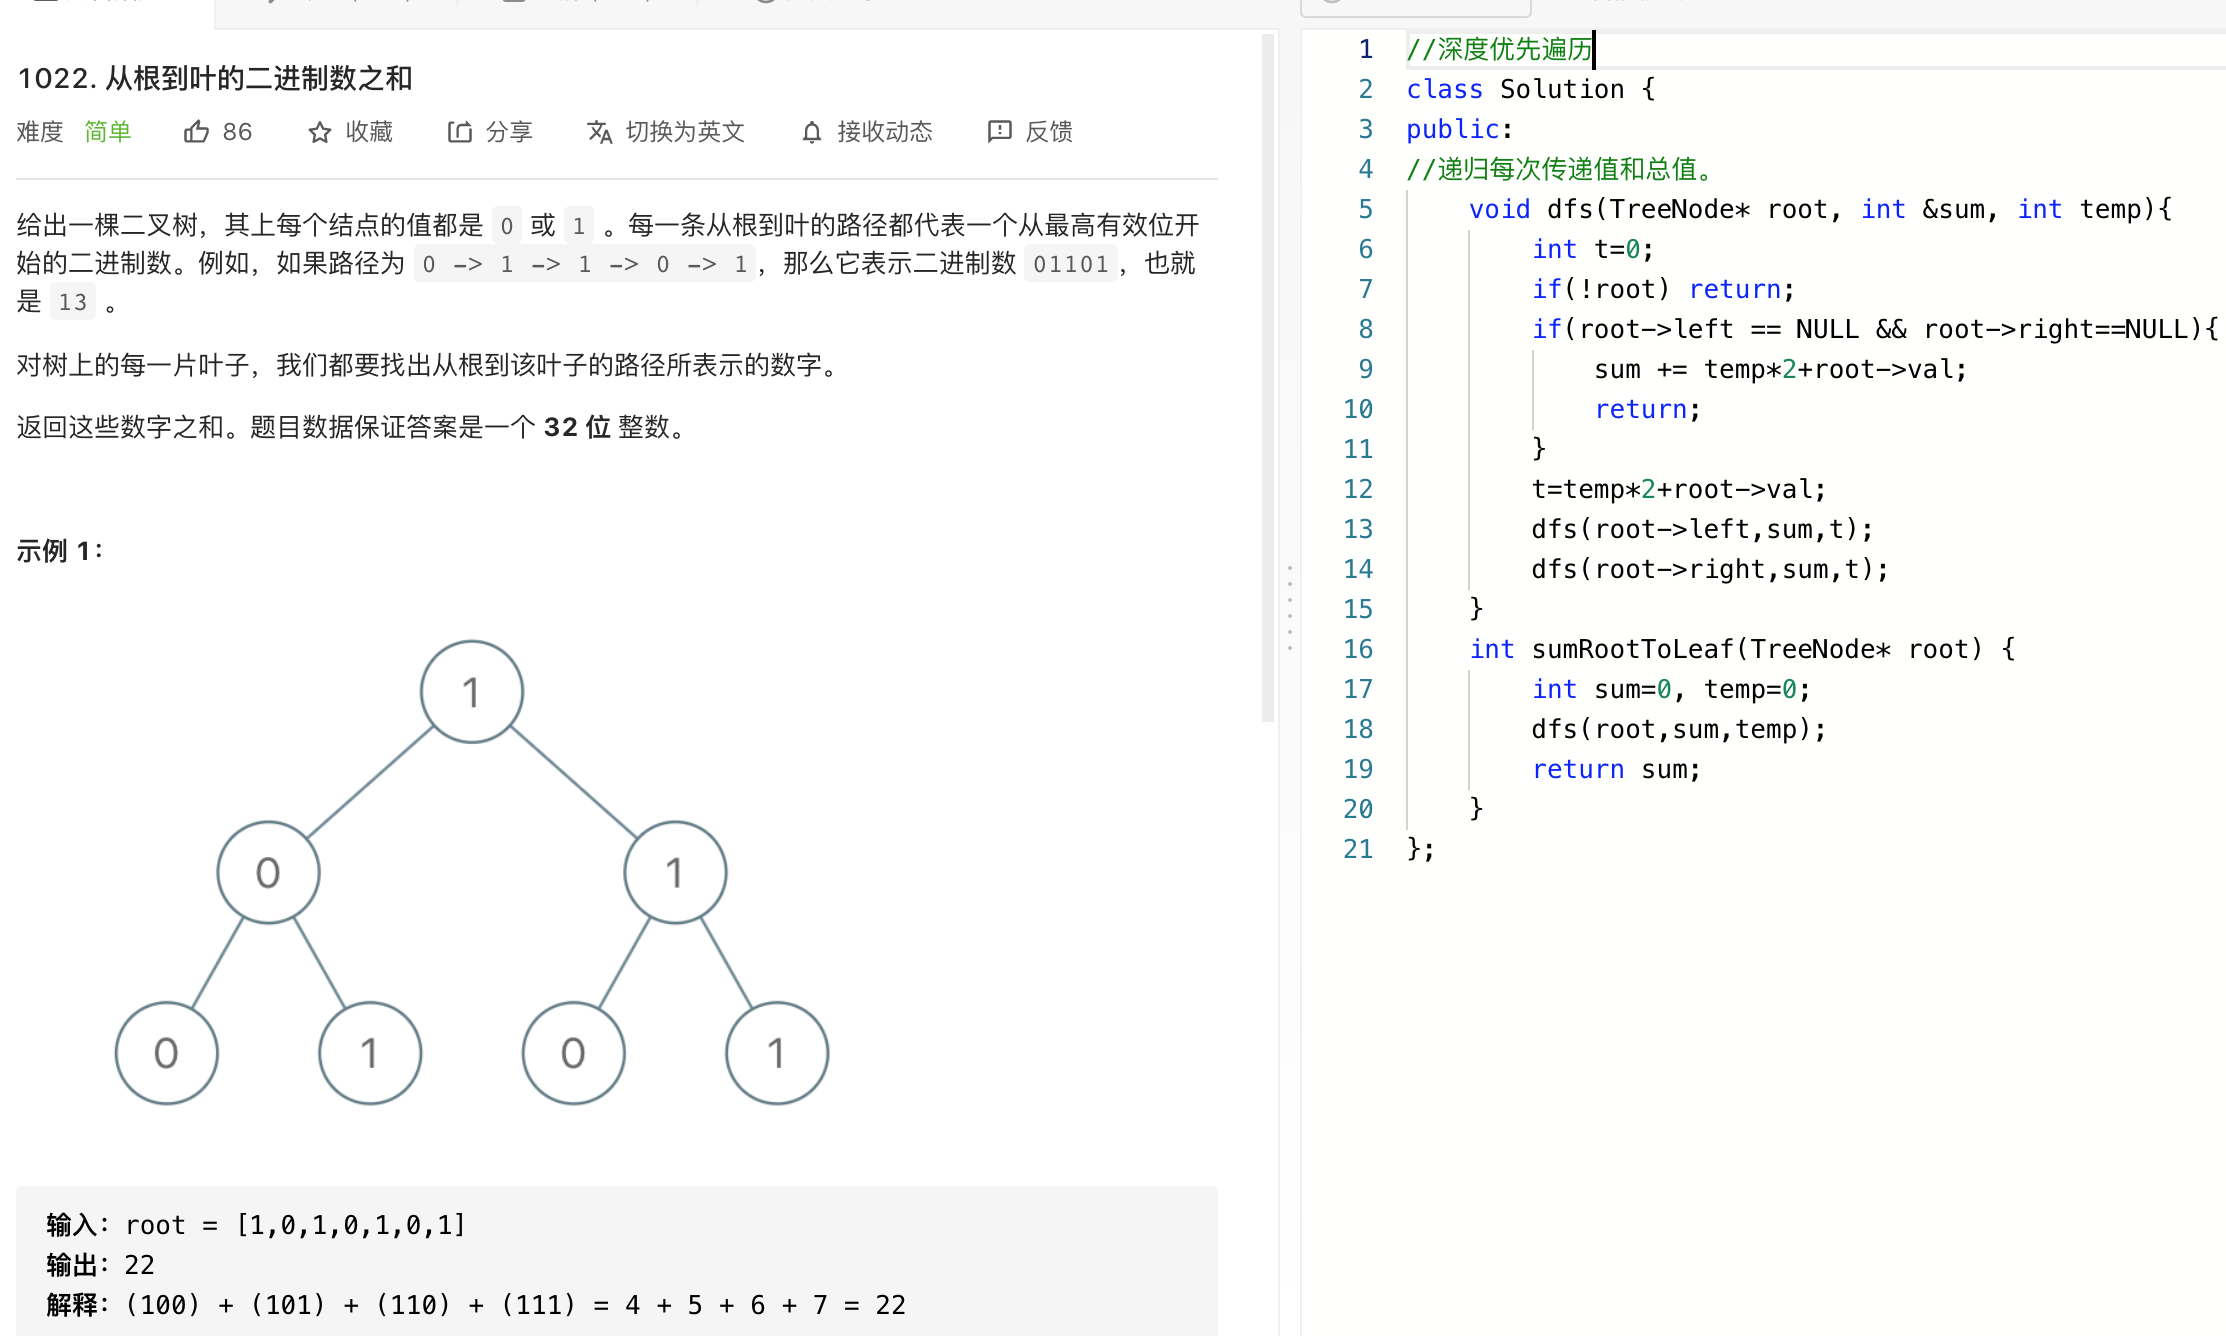 1022. 从根到叶的二进制数之和
难度 简单 86 收藏 分享 切换为英文 接收动态 反馈
给出一棵二叉树，其上每个结点的值都是 0 或 1 。每一条从根到叶的路径都代表一个从最高有效位开
始的二进制数。例如，如果路径为 0 -> 1 -> 1 -> 0 -> 1，那么它表示二进制数 01101，也就
是 13 。
对树上的每一片叶子，我们都要找出从根到该叶子的路径所表示的数字。
返回这些数字之和。题目数据保证答案是一个 32 位 整数。
示例 1：
1
0 1
0 1 0 1
输入：root = [1,0,1,0,1,0,1]
输出：22
解释：(100) + (101) + (110) + (111) = 4 + 5 + 6 + 7 = 22
1 //深度优先遍历
2 class Solution {
3 public:
4 //递归每次传递值和总值。
5 void dfs(TreeNode* root, int &sum, int temp){
6 int t=0;
7 if(!root) return;
8 if(root->left == NULL && root->right==NULL){
9 sum += temp*2+root->val;
10 return;
11 }
12 t=temp*2+root->val;
13 dfs(root->left,sum,t);
14 dfs(root->right,sum,t);
15 }
16 int sumRootToLeaf(TreeNode* root) {
17 int sum=0, temp=0;
18 dfs(root,sum,temp);
19 return sum;
20 }
21 };